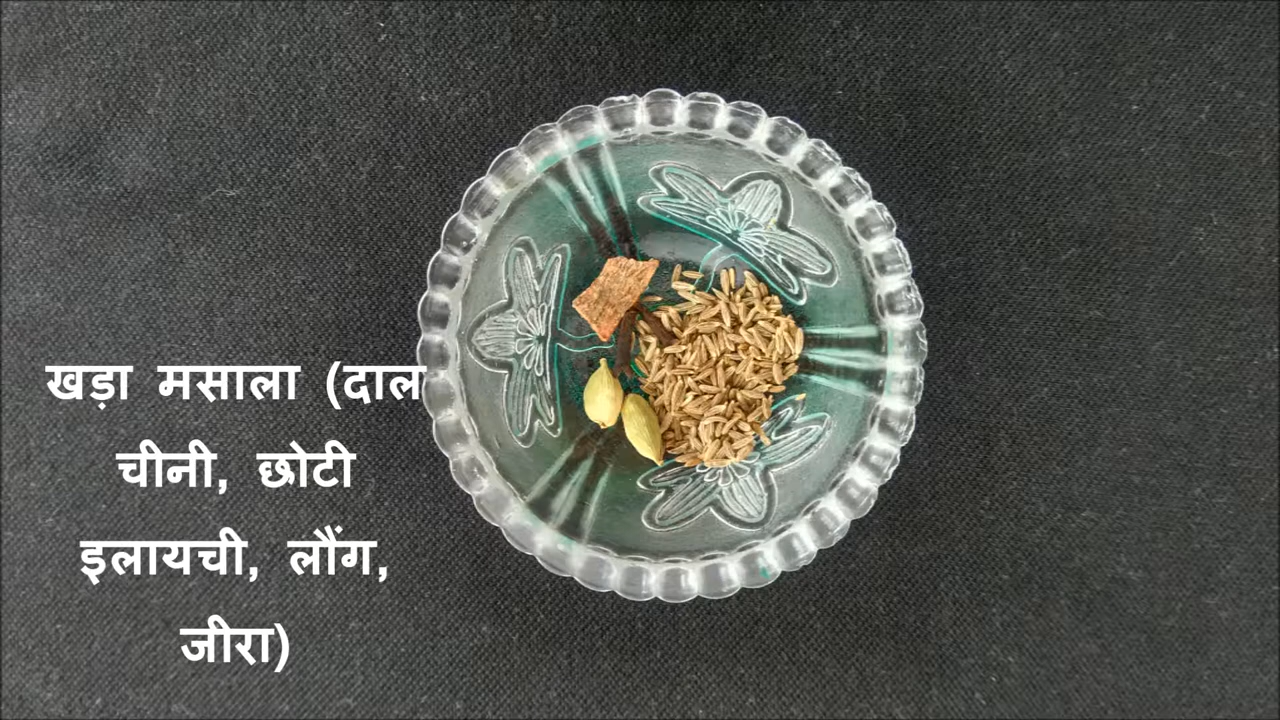 खड़ा मसाला (दाल
चीनी, छोटी
इलायची, लौंग,
जीरा)